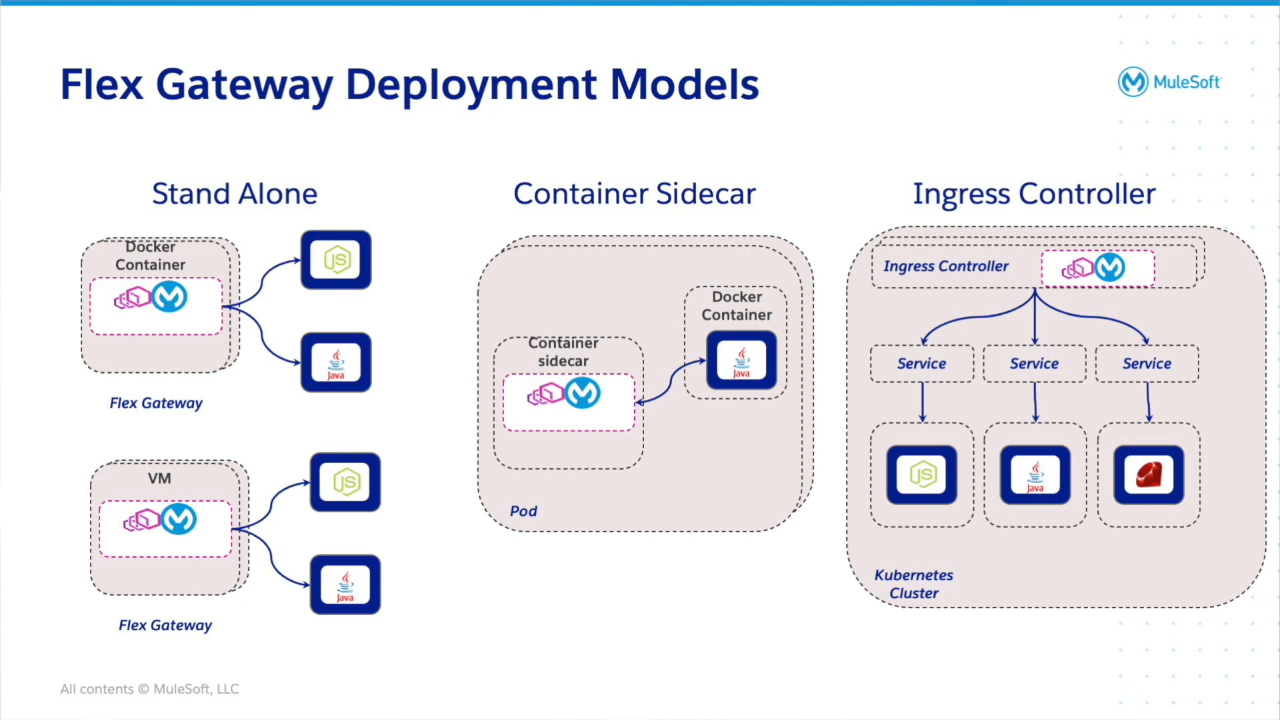 Flex Gateway Deployment Models
MuleSoft
Stand Alone
Docker
Container
JS
Java
Flex Gateway
VM
JS
Java
Flex Gateway
Container Sidecar
Docker
Container
Java
Container
sidecar
Pod
Ingress Controller
Ingress Controller
Service
Service
Service
JS
Java
Kubernetes
Cluster
All contents © MuleSoft, LLC